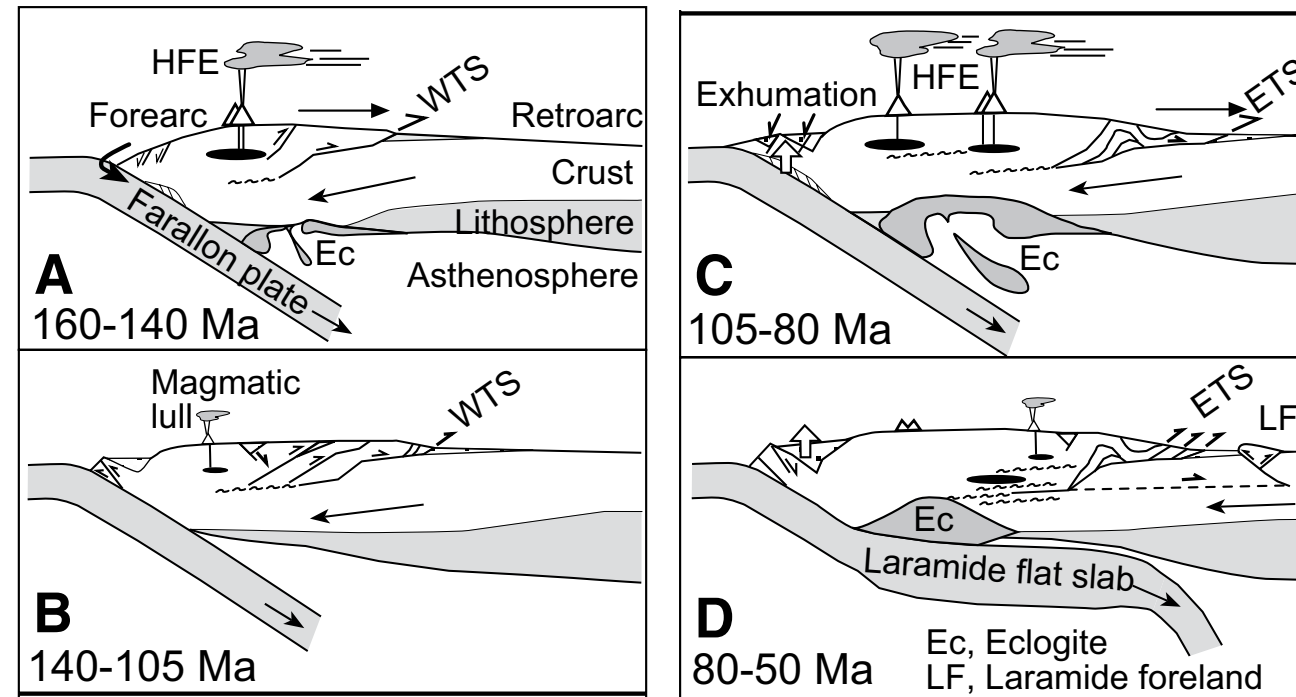 HFE
WTS
Forearc
Retroarc
Crust
Farallon plate
Lithosphere
Ec
Asthenosphere
A
160-140 Ma
Magmatic
lull
WTS
B
140-105 Ma
Exhumation
HFE
ETS
Ec
C
105-80 Ma
ETS
LF
Ec
Laramide flat slab
D
80-50 Ma
Ec, Eclogite
LF, Laramide foreland